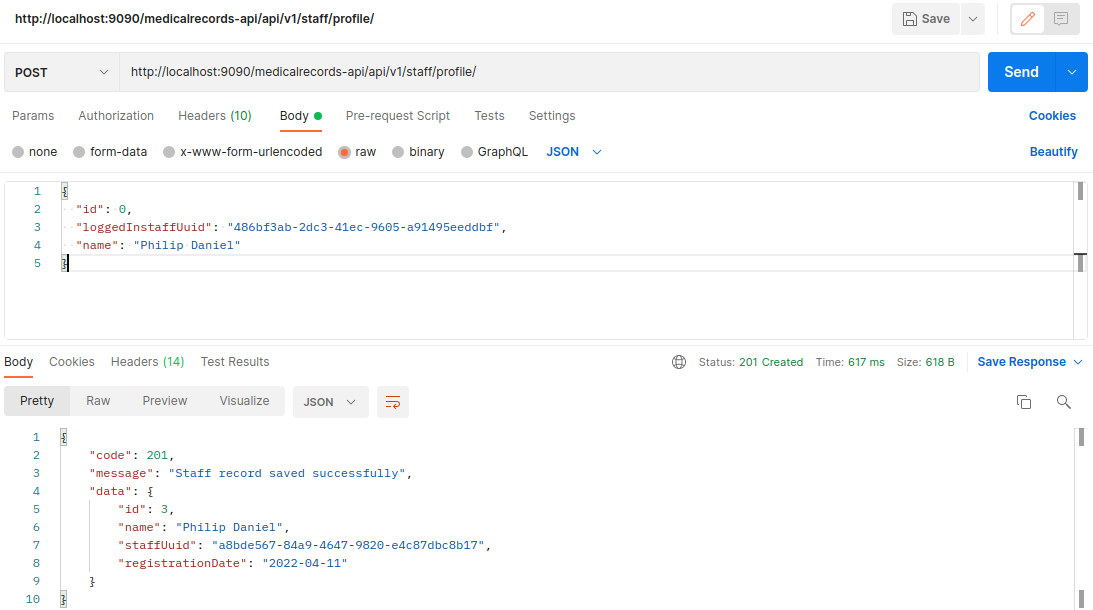 http://localhost:9090/medicalrecords-api/api/v1/staff/profile/
Save
POST
http://localhost:9090/medicalrecords-api/api/v1/staff/profile/
Send
Params Authorization Headers (10) Body Pre-request Script Tests Settings Cookies
none form-data x-www-form-urlencoded raw binary GraphQL JSON Beautify
1 {
2 "id": 0,
3 "loggedInstaffUuid": "486bf3ab-2dc3-41ec-9605-a91495eeddbf",
4 "name": "Philip Daniel"
5 }
Body Cookies Headers (14) Test Results Status: 201 Created Time: 617 ms Size: 618 B Save Response
Pretty Raw Preview Visualize JSON
1 {
2 "code": 201,
3 "message": "Staff record saved successfully",
4 "data": {
5 "id": 3,
6 "name": "Philip Daniel",
7 "staffUuid": "a8bde567-84a9-4647-9820-e4c87dbc8b17",
8 "registrationDate": "2022-04-11"
9 }
10 }